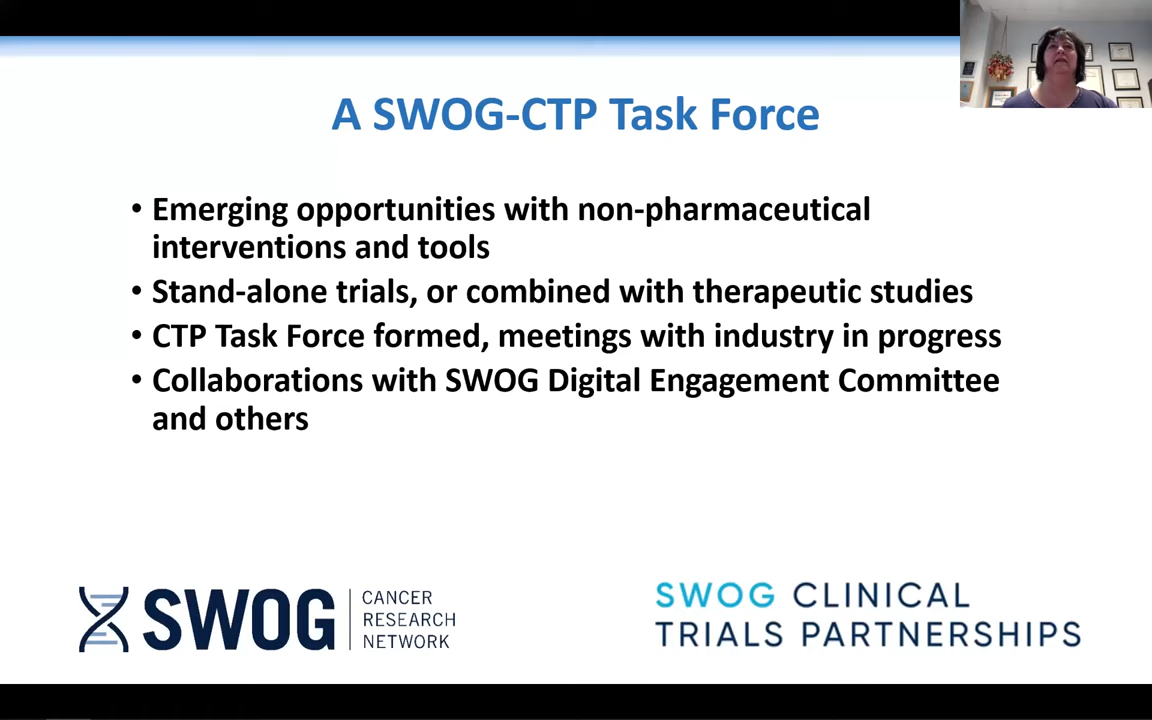 A SWOG-CTP Task Force
• Emerging opportunities with non-pharmaceutical
interventions and tools
• Stand-alone trials, or combined with therapeutic studies
• CTP Task Force formed, meetings with industry in progress
• Collaborations with SWOG Digital Engagement Committee
and others
SWOG
CANCER
RESEARCH
NETWORK
SWOG CLINICAL
TRIALS PARTNERSHIPS